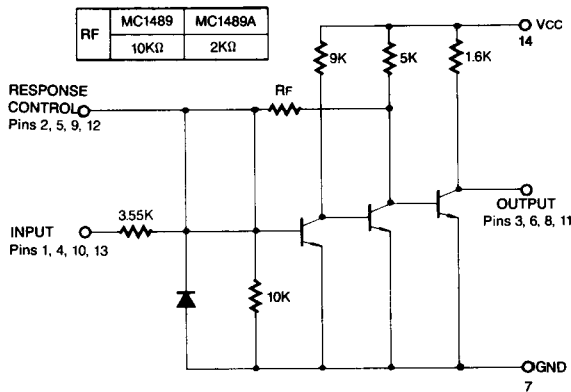 RF MC1489 MC1489A
10KΩ 2KΩ
VCC
14
9K 5K 1.6K
RESPONSE
CONTROL
Pins 2, 5, 9, 12
RF
3.55K
INPUT
Pins 1, 4, 10, 13
OUTPUT
Pins 3, 6, 8, 11
10K
GND
7